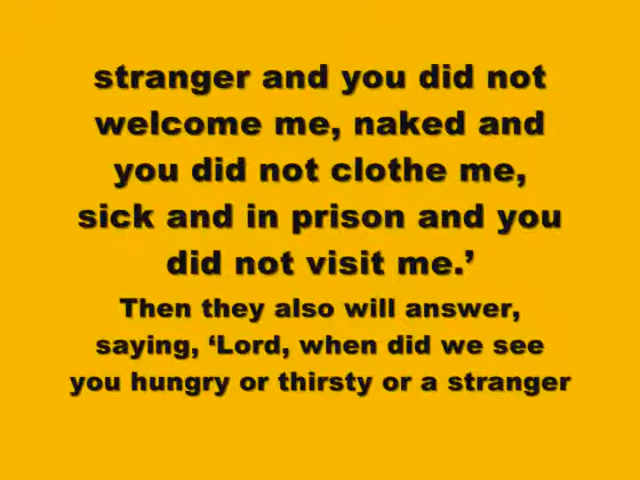 stranger and you did not
welcome me, naked and
you did not clothe me,
sick and in prison and you
did not visit me.’
Then they also will answer,
saying, ‘Lord, when did we see
you hungry or thirsty or a stranger